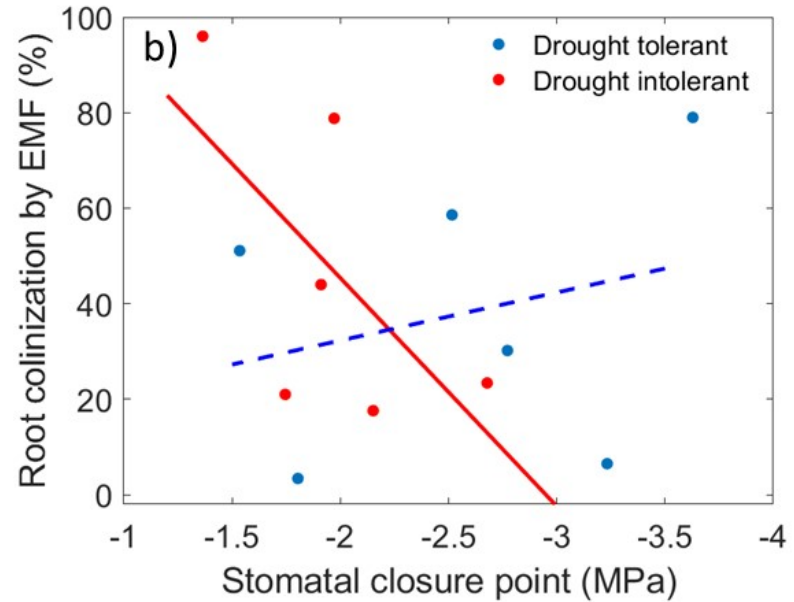 b)
Drought tolerant
Drought intolerant
Root colinization by EMF (%)
100
80
60
40
20
0
-1
-1.5
-2
-2.5
-3
-3.5
-4
Stomatal closure point (MPa)